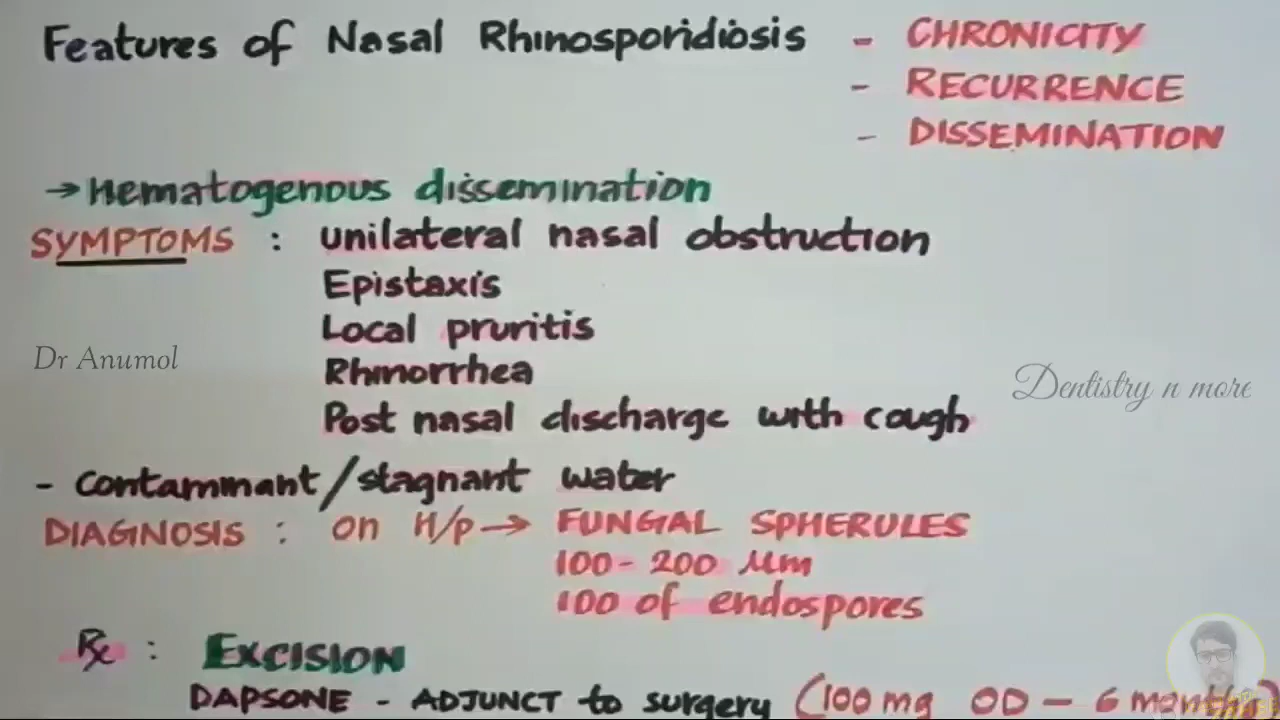 Features of Nasal Rhinosporidiosis - CHRONICITY
- RECURRENCE
- DISSEMINATION
→ Hematogenous dissemination
SYMPTOMS : unilateral nasal obstruction
Epistaxis
Local pruritis
Rhinorrhea
Dr Anumol
Dentistry n more
Post nasal discharge with cough
- contaminant/stagnant water
DIAGNOSIS : on H/p → FUNGAL SPHERULES
100-200 μm
100 of endospores
Rx : EXCISION
DAPSONE - ADJUNCT to surgery (100 mg OD - 6 months)